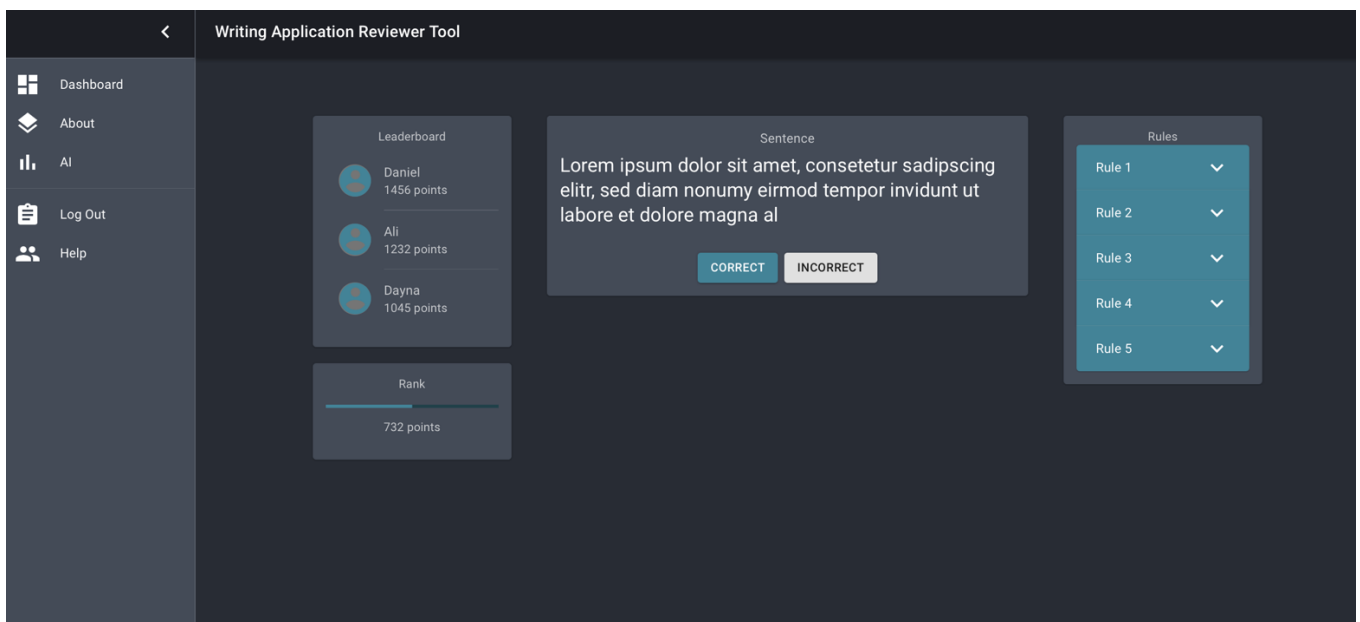 Writing Application Reviewer Tool
Dashboard
About
AI
Log Out
Help
Leaderboard
Daniel
1456 points
Ali
1232 points
Dayna
1045 points
Rank
732 points
Sentence
Lorem ipsum dolor sit amet, consetetur sadipscing
elitr, sed diam nonumy eirmod tempor invidunt ut
labore et dolore magna al
CORRECT
INCORRECT
Rules
Rule 1
Rule 2
Rule 3
Rule 4
Rule 5